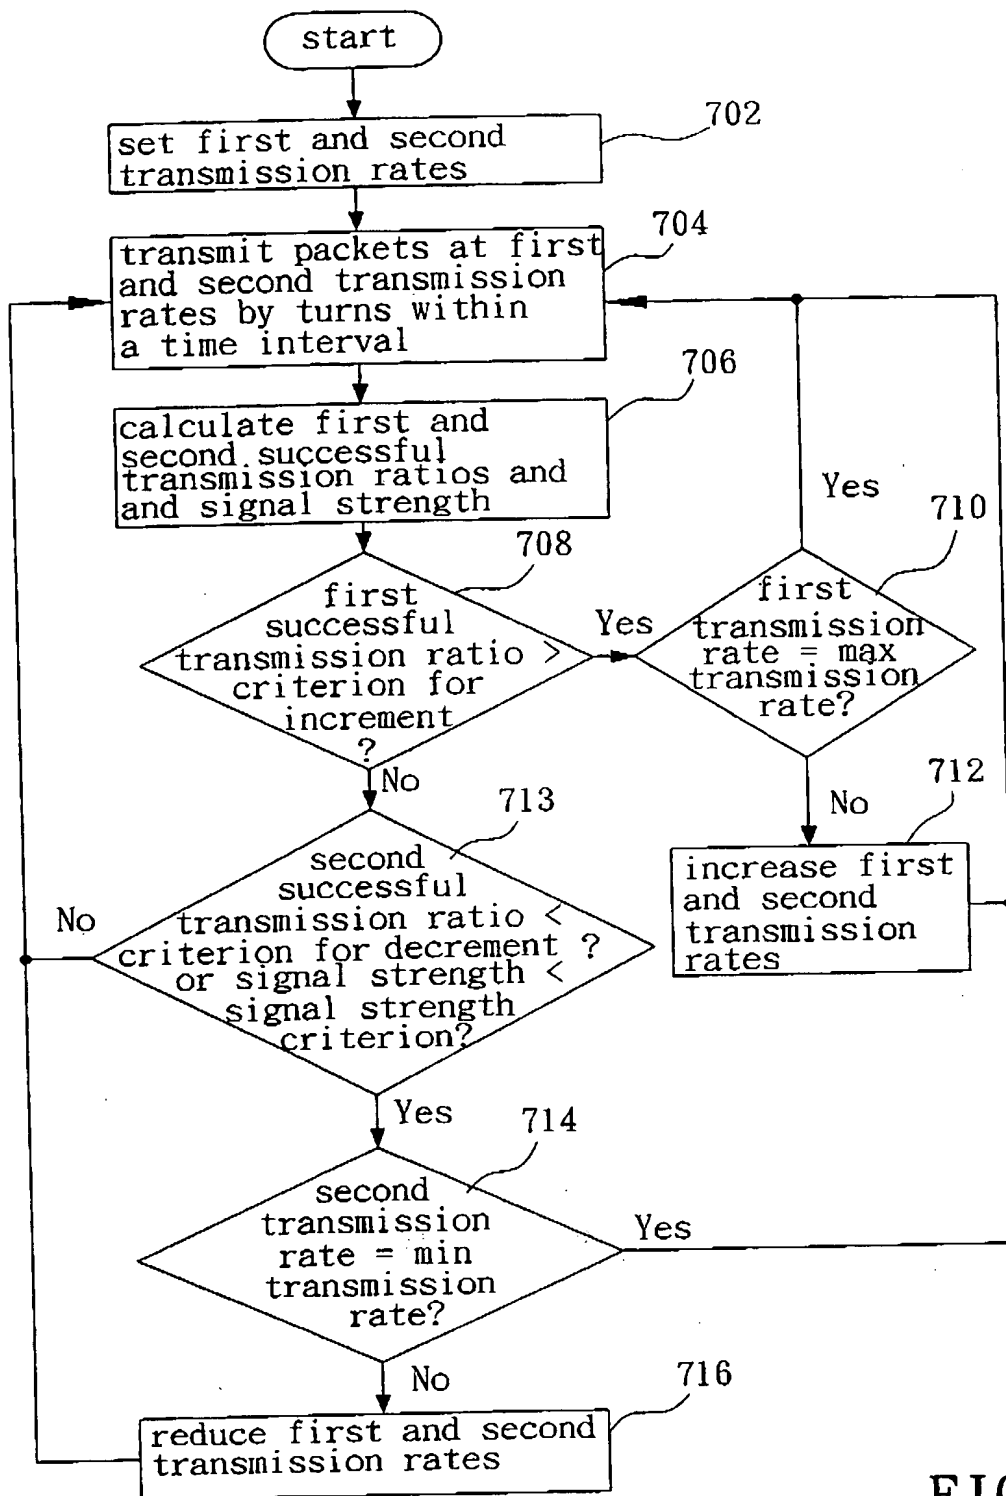 start
702
set first and second
transmission rates
704
transmit packets at first
and second transmission
rates by turns within
a time interval
706
calculate first and
second successful
transmission ratios and
and signal strength
Yes
710
708
first
successful
transmission ratio >
criterion for
increment
?
Yes
first
transmission
rate = max
transmission
rate?
No
No
712
713
increase first
and second
transmission
rates
second
successful
transmission ratio <
criterion for decrement ?
or signal strength <
signal strength
criterion?
No
Yes
714
second
transmission
rate = min
transmission
rate?
Yes
No
716
reduce first and second
transmission rates